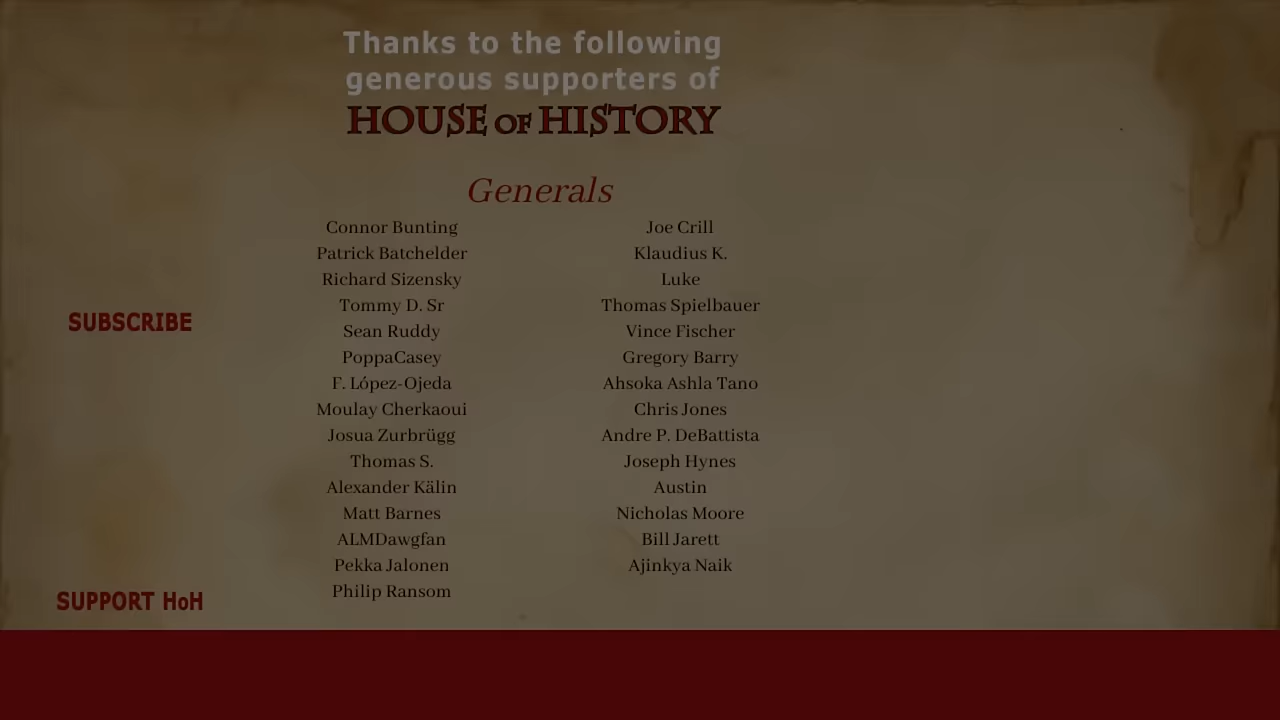 Thanks to the following
generous supporters of
HOUSE OF HISTORY
Generals
Connor Bunting
Patrick Batchelder
Richard Sizensky
Tommy D. Sr
Sean Ruddy
PoppaCasey
F. López-Ojeda
Moulay Cherkaoui
Josua Zurbrügg
Thomas S.
Alexander Kälin
Matt Barnes
ALMDawgfan
Pekka Jalonen
Philip Ransom
Joe Crill
Klaudius K.
Luke
Thomas Spielbauer
Vince Fischer
Gregory Barry
Ahsoka Ashla Tano
Chris Jones
Andre P. DeBattista
Joseph Hynes
Austin
Nicholas Moore
Bill Jarett
Ajinkya Naik
SUBSCRIBE
SUPPORT HoH